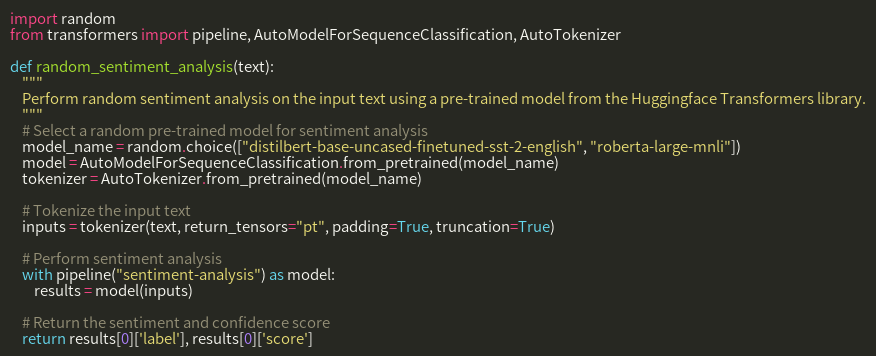 import random
from transformers import pipeline, AutoModelForSequenceClassification, AutoTokenizer

def random_sentiment_analysis(text):
    """
    Perform random sentiment analysis on the input text using a pre-trained model from the Huggingface Transformers library.
    """
    # Select a random pre-trained model for sentiment analysis
    model_name = random.choice(["distilbert-base-uncased-finetuned-sst-2-english", "roberta-large-mnli"])
    model = AutoModelForSequenceClassification.from_pretrained(model_name)
    tokenizer = AutoTokenizer.from_pretrained(model_name)

    # Tokenize the input text
    inputs = tokenizer(text, return_tensors="pt", padding=True, truncation=True)

    # Perform sentiment analysis
    with pipeline("sentiment-analysis") as model:
        results = model(inputs)

    # Return the sentiment and confidence score
    return results[0]['label'], results[0]['score']